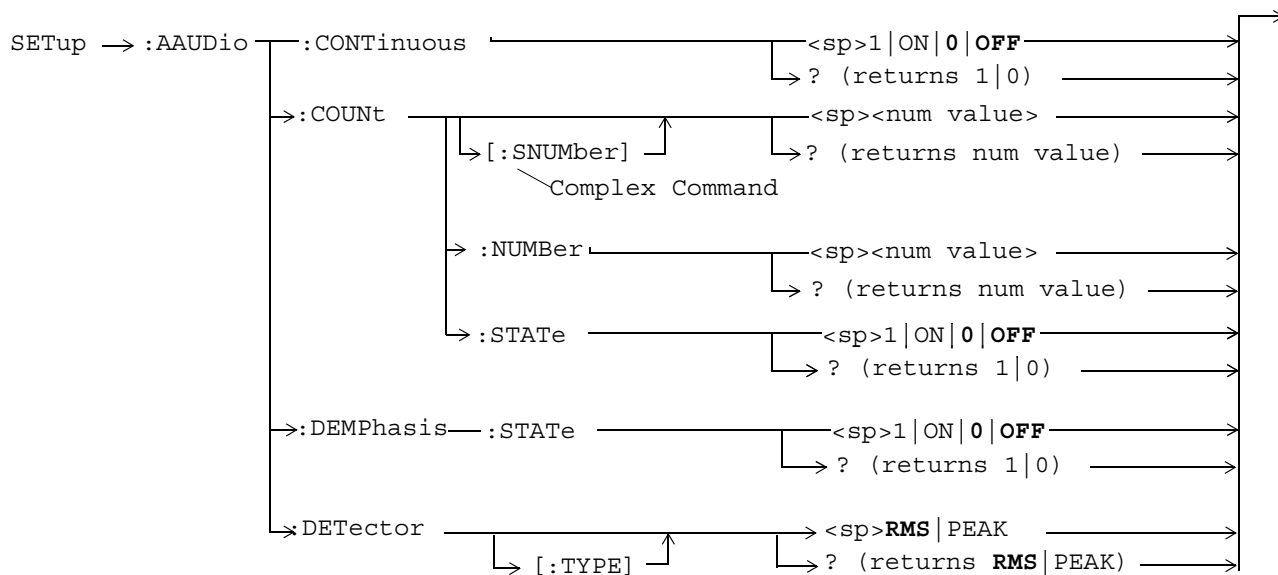 SETup :AAUDio :CONTinuous <sp>1|ON|0|OFF
? (returns 1|0)
:COUNt <sp><num value>
[:SNUMber] ? (returns num value)
Complex Command
:NUMBer <sp><num value>
? (returns num value)
:STATe <sp>1|ON|0|OFF
? (returns 1|0)
:DEMPhasis :STATe <sp>1|ON|0|OFF
? (returns 1|0)
:DETector <sp>RMS|PEAK
[:TYPE] ? (returns RMS|PEAK)